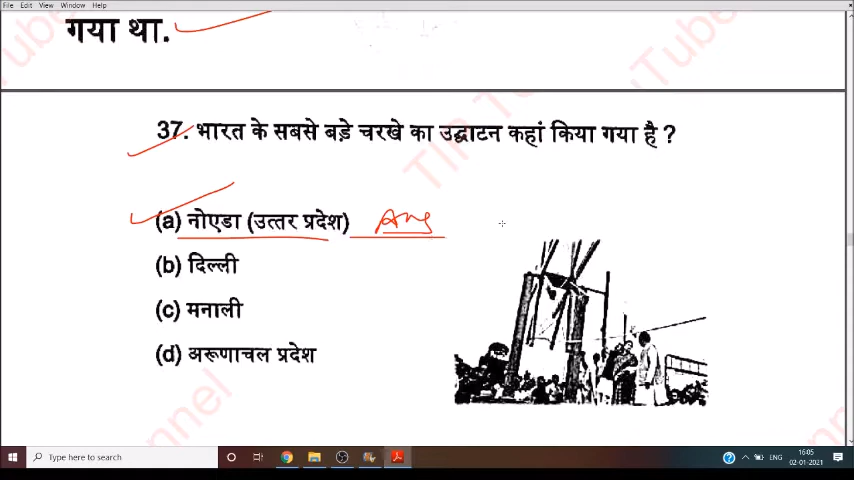 File Edit View Window Help
गया था.
37. भारत के सबसे बड़े चरखे का उद्घाटन कहां किया गया है ?
(a) नोएडा (उत्तर प्रदेश) Ans
(b) दिल्ली
(c) मनाली
(d) अरूणाचल प्रदेश
Type here to search
ENG
16:05
02-01-2021